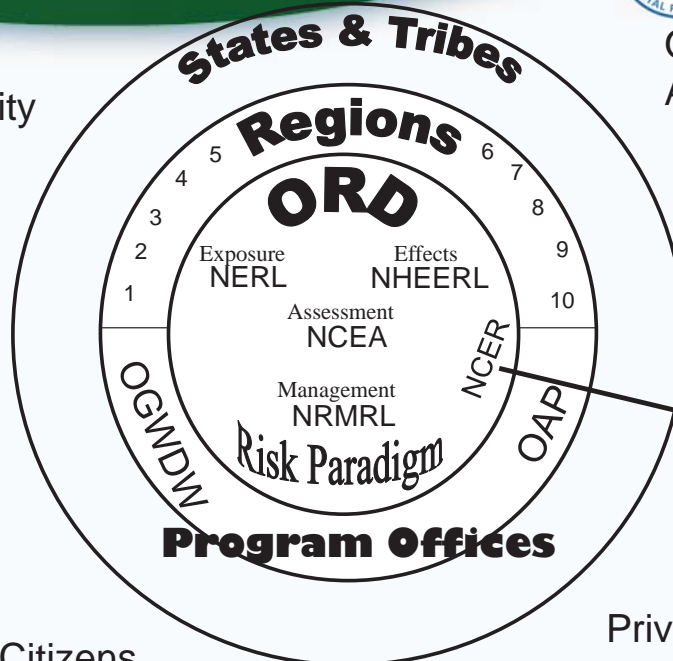 States & Tribes
ity
Regions
1
2
3
4
5
6
7
8
9
10
ORD
Exposure
NERL
Effects
NHEERL
Assessment
NCEA
NCER
Management
NRMRL
Risk Paradigm
OGWDW
OAP
Program Offices
Priv
Citizens